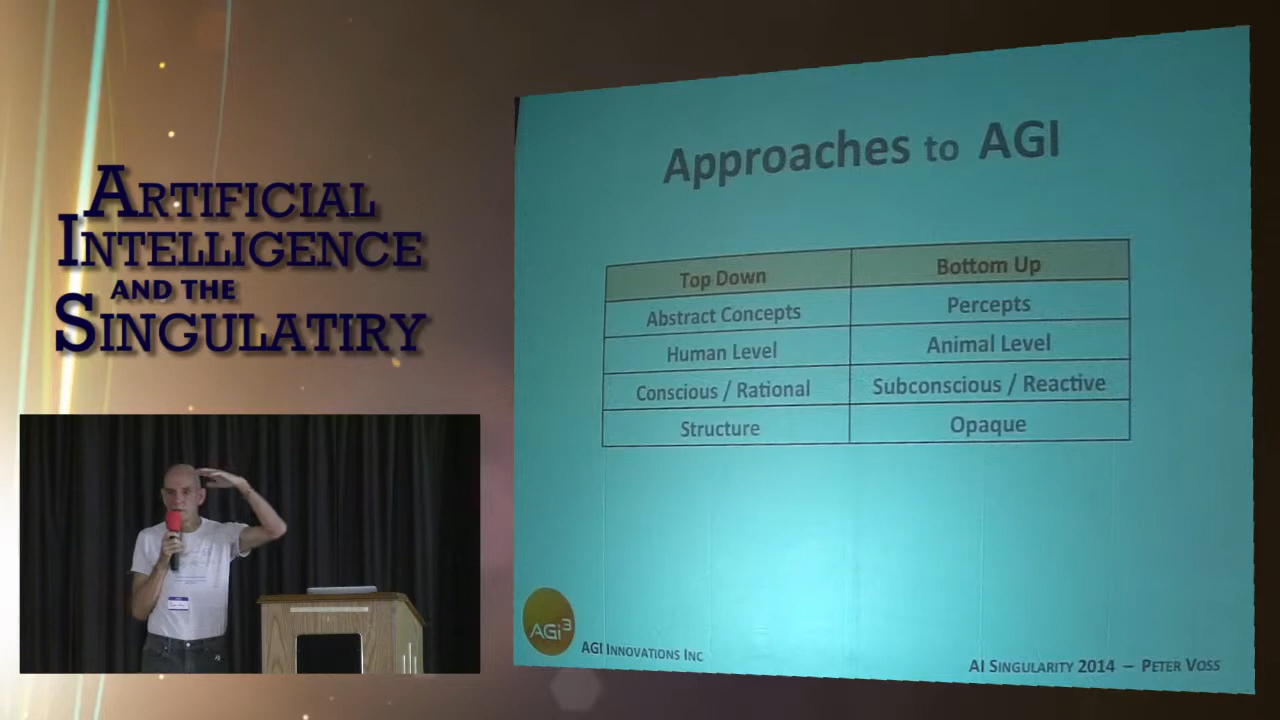 ARTIFICIAL
INTELLIGENCE
AND THE
SINGULATIRY
Approaches to AGI
Top Down Bottom Up
Abstract Concepts Percepts
Human Level Animal Level
Conscious / Rational Subconscious / Reactive
Structure Opaque
AGi3
AGI INNOVATIONS INC
AI SINGULARITY 2014 – PETER VOSS